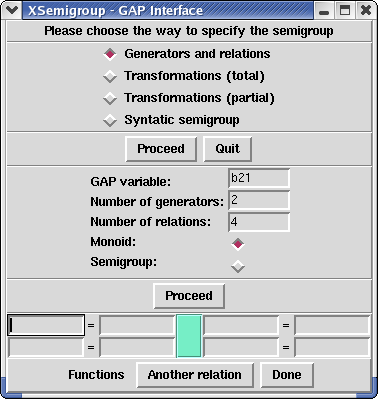 XSemigroup - GAP Interface
Please choose the way to specify the semigroup
Generators and relations
Transformations (total)
Transformations (partial)
Syntatic semigroup
Proceed Quit
GAP variable: b21
Number of generators: 2
Number of relations: 4
Monoid:
Semigroup:
Proceed
= =
= =
Functions Another relation Done